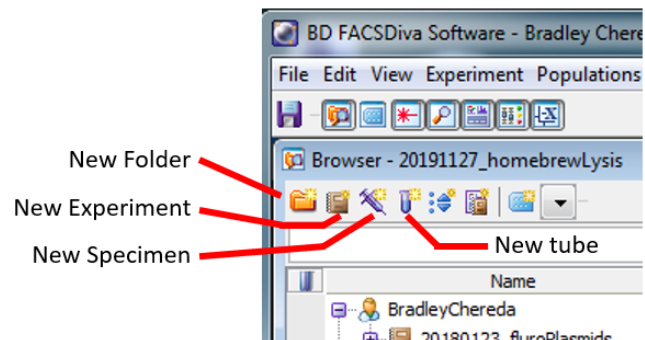 BD FACSDiva Software - Bradley Chere
File Edit View Experiment Populations
Browser - 20191127_homebrewLysis
New Folder
New Experiment
New Specimen
New tube
Name
BradleyChereda
20180123_fluroPlasmids